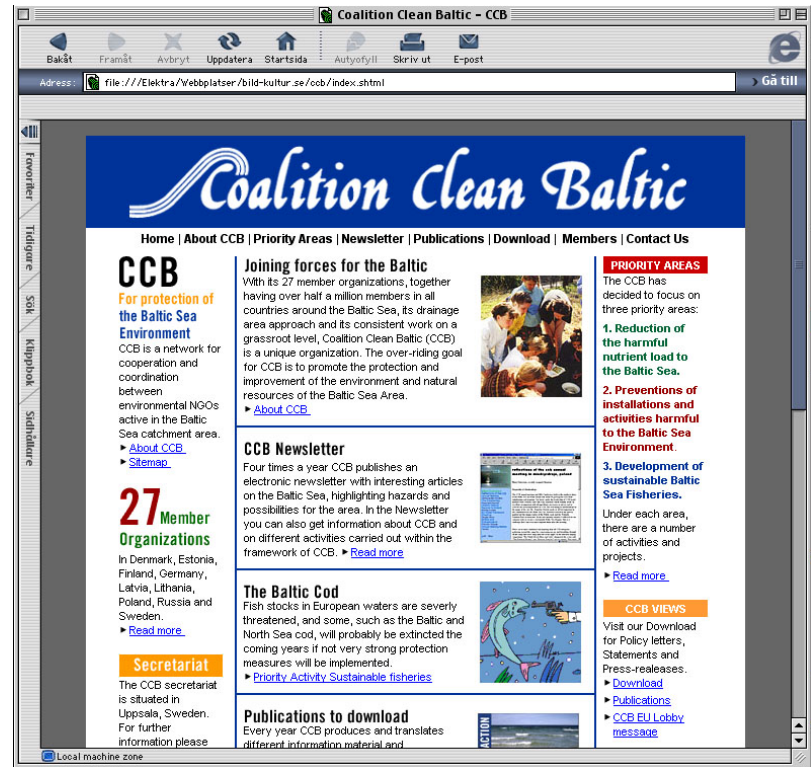 Coalition Clean Baltic – CCB
Bakåt Framåt Avbryt Uppdatera Startsida Autofyll Skriv ut E-post
Adress: file:///Elektra/Webbplatser/bild-kultur.se/ccb/index.shtml Gå till
Favoriter
Tidigare
Sök
Klippbok
Sidhållare
Coalition Clean Baltic
Home | About CCB | Priority Areas | Newsletter | Publications | Download | Members | Contact Us
CCB
For protection of
the Baltic Sea
Environment
CCB is a network for
cooperation and
coordination
between
environmental NGOs
active in the Baltic
Sea catchment area.
About CCB
Sitemap
27 Member
Organizations
In Denmark, Estonia,
Finland, Germany,
Latvia, Lithania,
Poland, Russia and
Sweden.
Read more
Secretariat
The CCB secretariat
is situated in
Uppsala, Sweden.
For further
information please
Joining forces for the Baltic
With its 27 member organizations, together
having over half a million members in all
countries around the Baltic Sea, its drainage
area approach and its consistent work on a
grassroot level, Coalition Clean Baltic (CCB)
is a unique organization. The over-riding goal
for CCB is to promote the protection and
improvement of the environment and natural
resources of the Baltic Sea Area.
About CCB
CCB Newsletter
Four times a year CCB publishes an
electronic newsletter with interesting articles
on the Baltic Sea, highlighting hazards and
possibilities for the area. In the Newsletter
you can also get information about CCB and
on different activities carried out within the
framework of CCB. Read more
The Baltic Cod
Fish stocks in European waters are severly
threatened, and some, such as the Baltic and
North Sea cod, will probably be extincted the
coming years if not very strong protection
measures will be implemented.
Priority Activity Sustainable fisheries
Publications to download
Every year CCB produces and translates
different information material and
ACTION
PRIORITY AREAS
The CCB has
decided to focus on
three priority areas:
1. Reduction of
the harmful
nutrient load to
the Baltic Sea.
2. Preventions of
installations and
activities harmful
to the Baltic Sea
Environment.
3. Development of
sustainable Baltic
Sea Fisheries.
Under each area,
there are a number
of activities and
projects.
Read more
CCB VIEWS
Visit our Download
for Policy letters,
Statements and
Press-realeases.
Download
Publications
CCB EU Lobby
message
Local machine zone